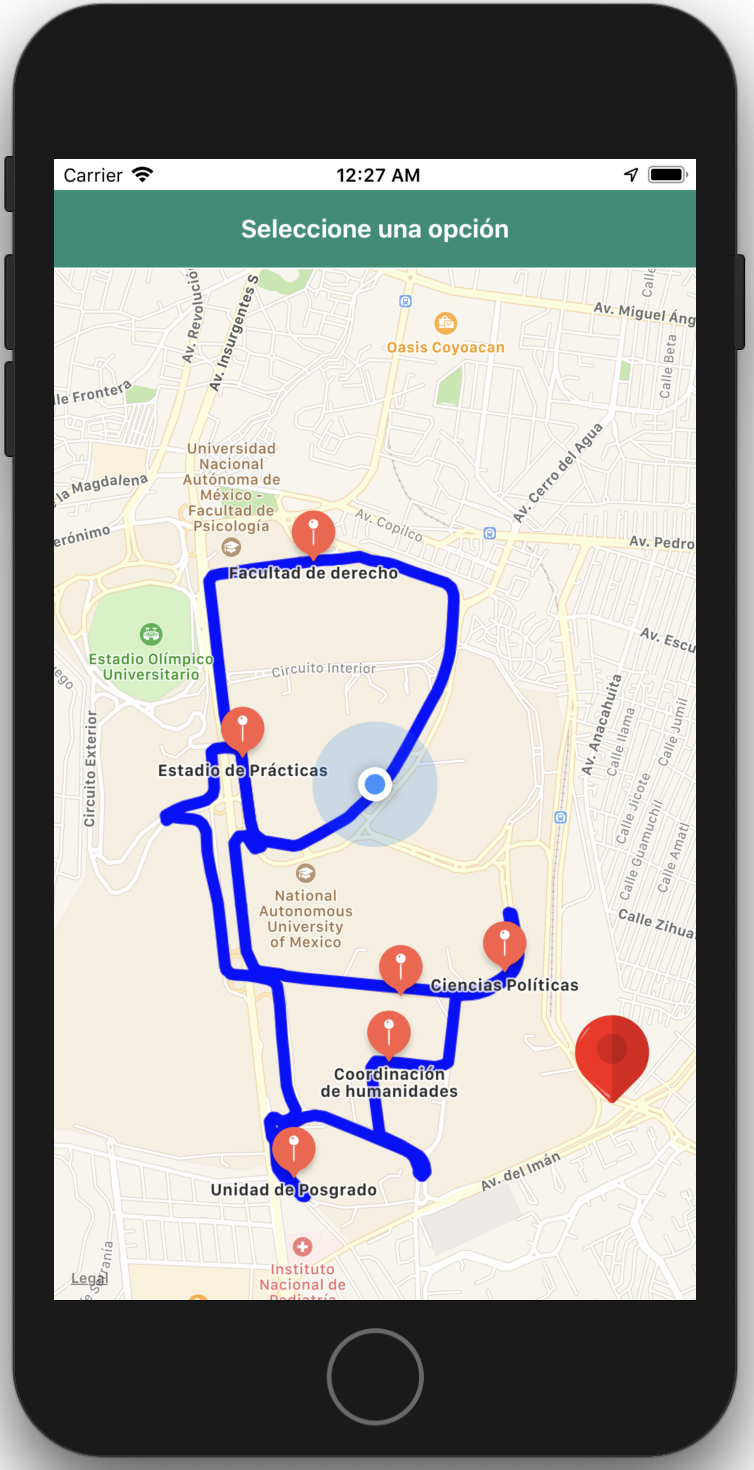 Carrier
12:27 AM
Seleccione una opción
Av. Revolució
Av. Insurgentes S
Calle
Av. Miguel Áng
Oasis Coyoacan
Calle Beta
lle Frontera
Av. Cerro del Agua
Universidad
Nacional
Autónoma de
México -
Facultad de
Psicología
la Magdalena
erónimo
Av. Copilco
Av. Pedro
Facultad de derecho
Estadio Olímpico
Universitario
Circuito Interior
Av. Escu
ego
Av. Anacahuita
Calle Ilama
Calle Jumil
Circuito Exterior
Estadio de Prácticas
Calle Jicote
Calle Guamuchil
Calle Amatl
National
Autonomous
University
of Mexico
Calle Zihua
Ciencias Políticas
Coordinación
de humanidades
Av. del Imán
Unidad de Posgrado
Instituto
Nacional de
Pediatría
Legal
e Serranía